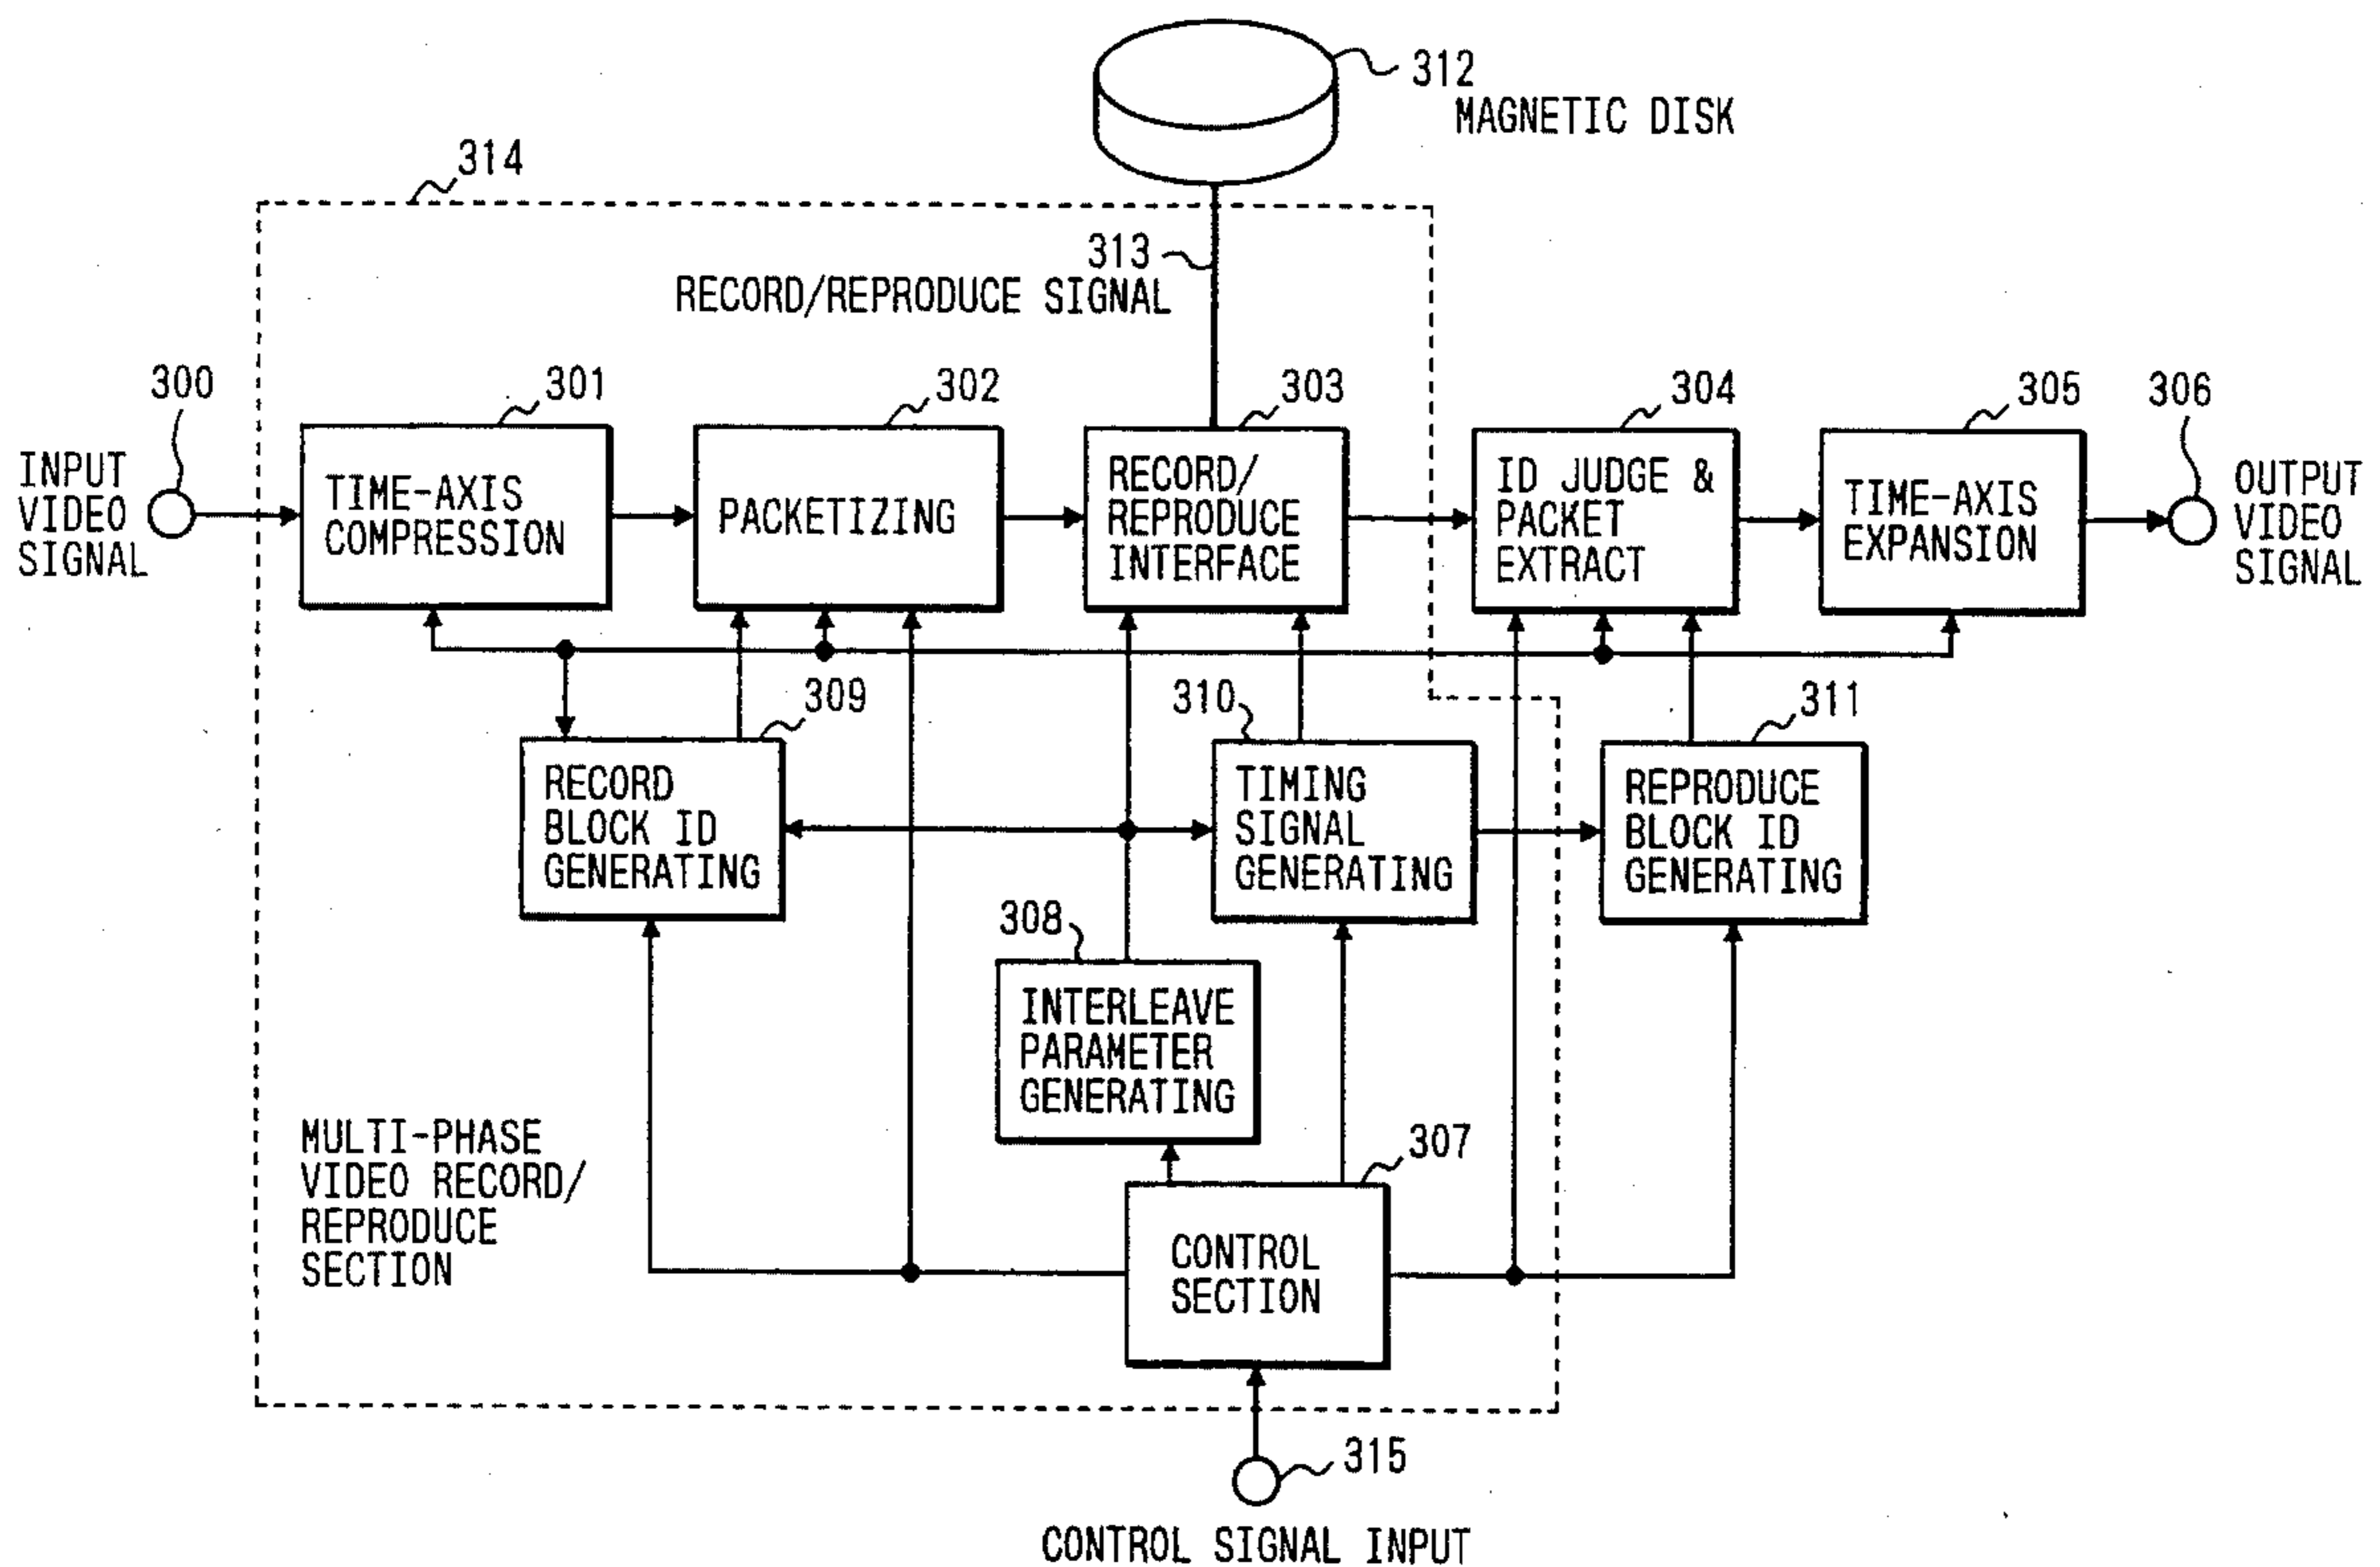 312
MAGNETIC DISK
314
313
RECORD/REPRODUCE SIGNAL
300
301
302
303
304
305
306
INPUT
VIDEO
SIGNAL
TIME-AXIS
COMPRESSION
PACKETIZING
RECORD/
REPRODUCE
INTERFACE
ID JUDGE &
PACKET
EXTRACT
TIME-AXIS
EXPANSION
OUTPUT
VIDEO
SIGNAL
309
310
311
RECORD
BLOCK ID
GENERATING
TIMING
SIGNAL
GENERATING
REPRODUCE
BLOCK ID
GENERATING
308
INTERLEAVE
PARAMETER
GENERATING
MULTI-PHASE
VIDEO RECORD/
REPRODUCE
SECTION
307
CONTROL
SECTION
315
CONTROL SIGNAL INPUT